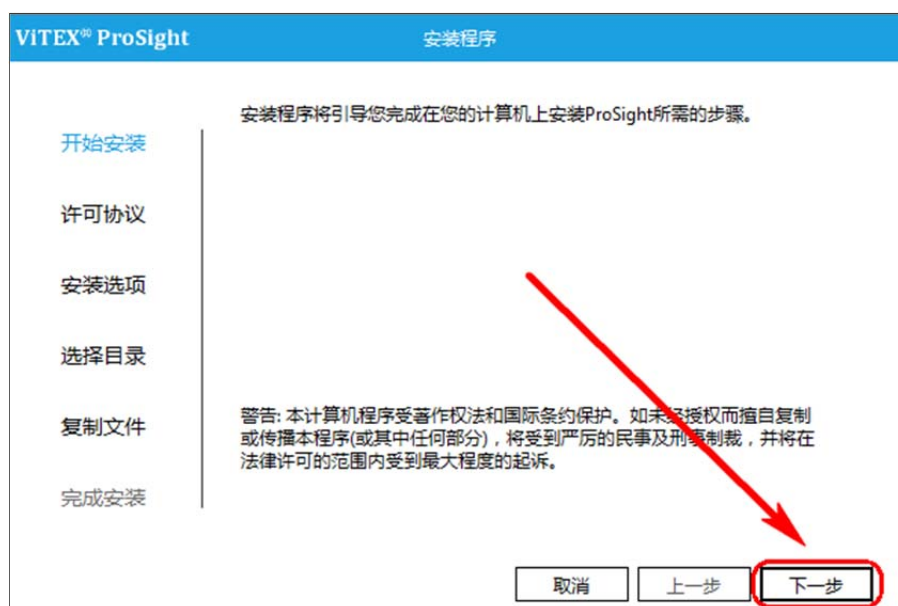 ViTEX® ProSight
安装程序
安装程序将引导您完成在您的计算机上安装ProSight所需的步骤。
开始安装
许可协议
安装选项
选择目录
复制文件
完成安装
警告: 本计算机程序受著作权法和国际条约保护。如未经授权而擅自复制
或传播本程序(或其中任何部分)，将受到严厉的民事及刑事制裁，并将在
法律许可的范围内受到最大程度的起诉。
取消
上一步
下一步